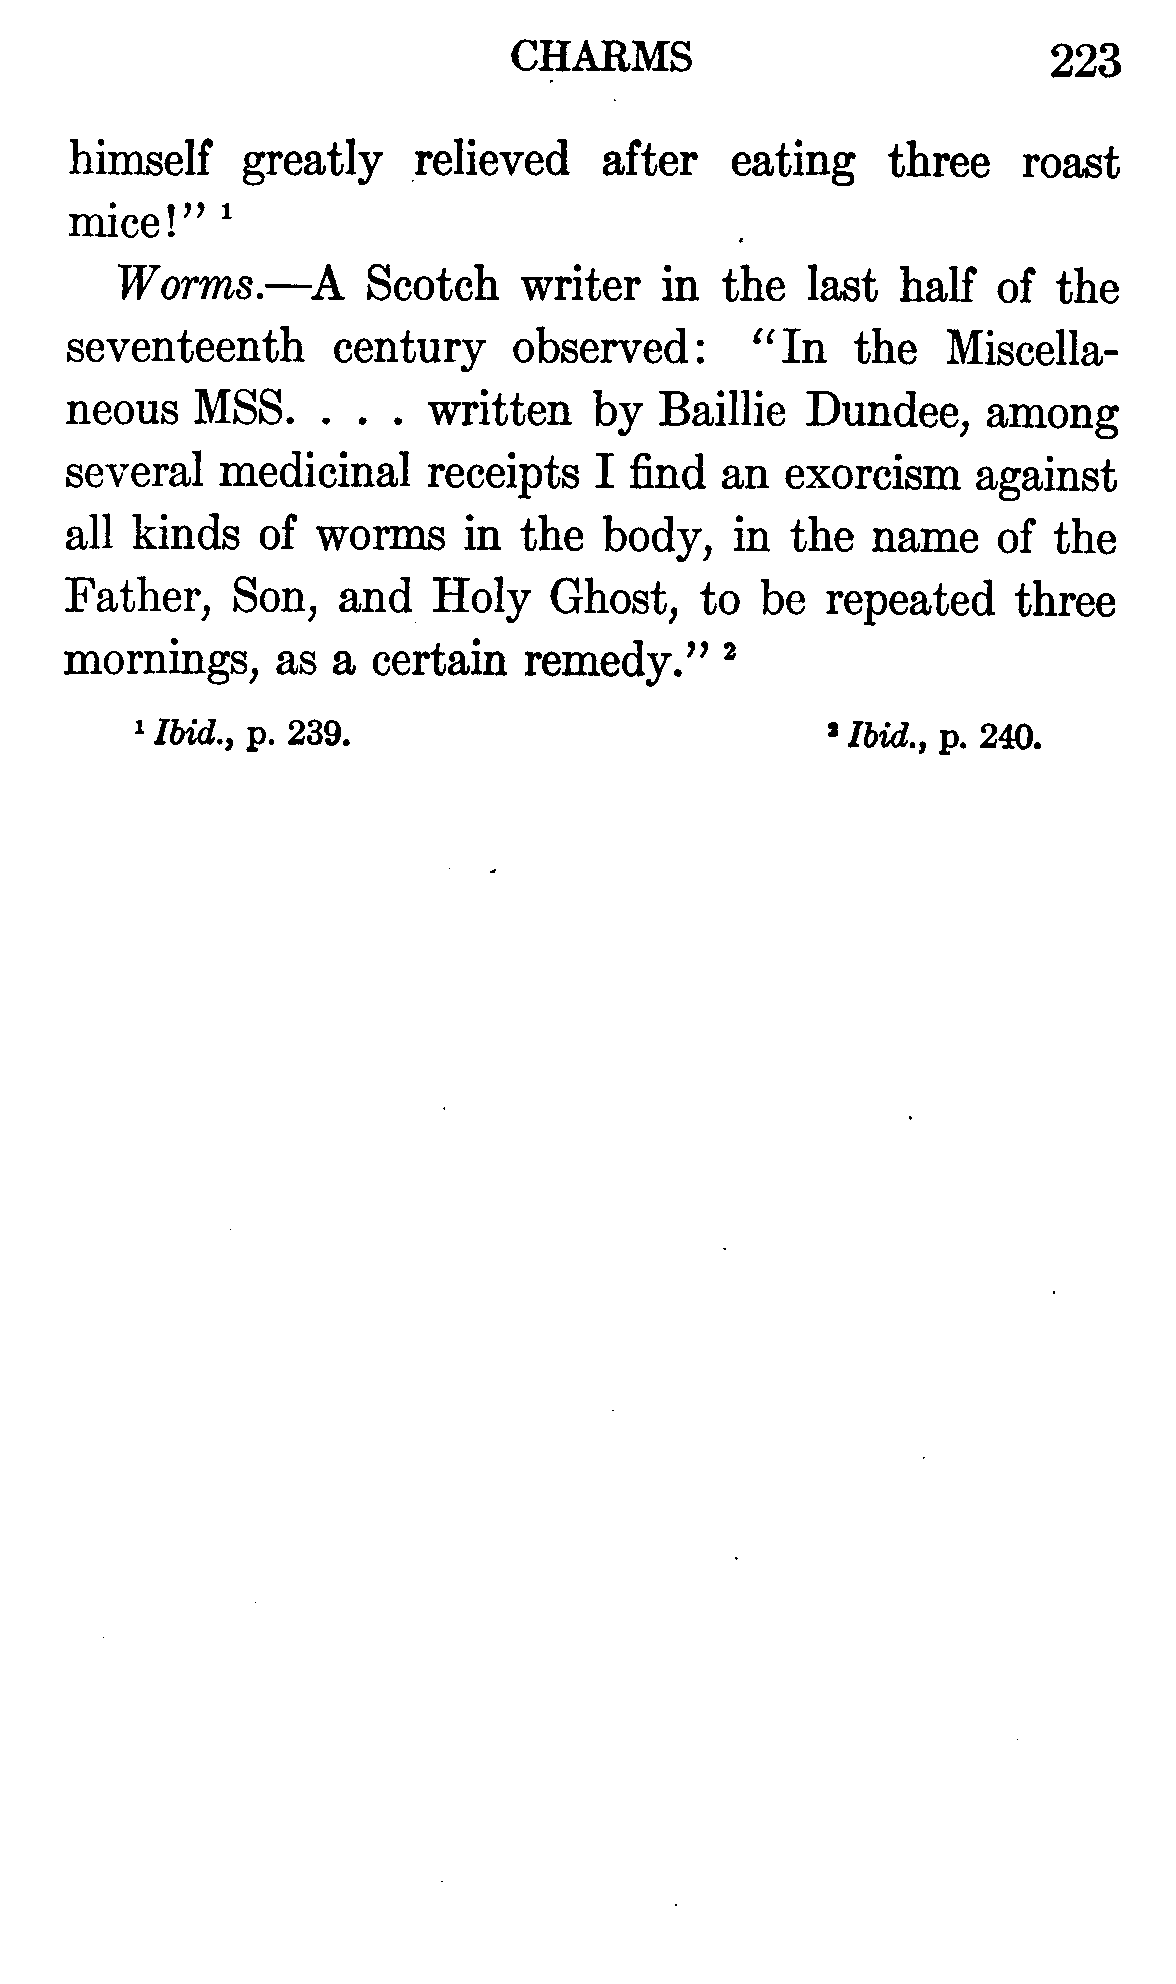 CHARMS 223
himself greatly relieved after eating three roast
mice!” ¹
Worms.—A Scotch writer in the last half of the
seventeenth century observed: “In the Miscella-
neous MSS. . . . written by Baillie Dundee, among
several medicinal receipts I find an exorcism against
all kinds of worms in the body, in the name of the
Father, Son, and Holy Ghost, to be repeated three
mornings, as a certain remedy.” ²
¹ Ibid., p. 239. ² Ibid., p. 240.